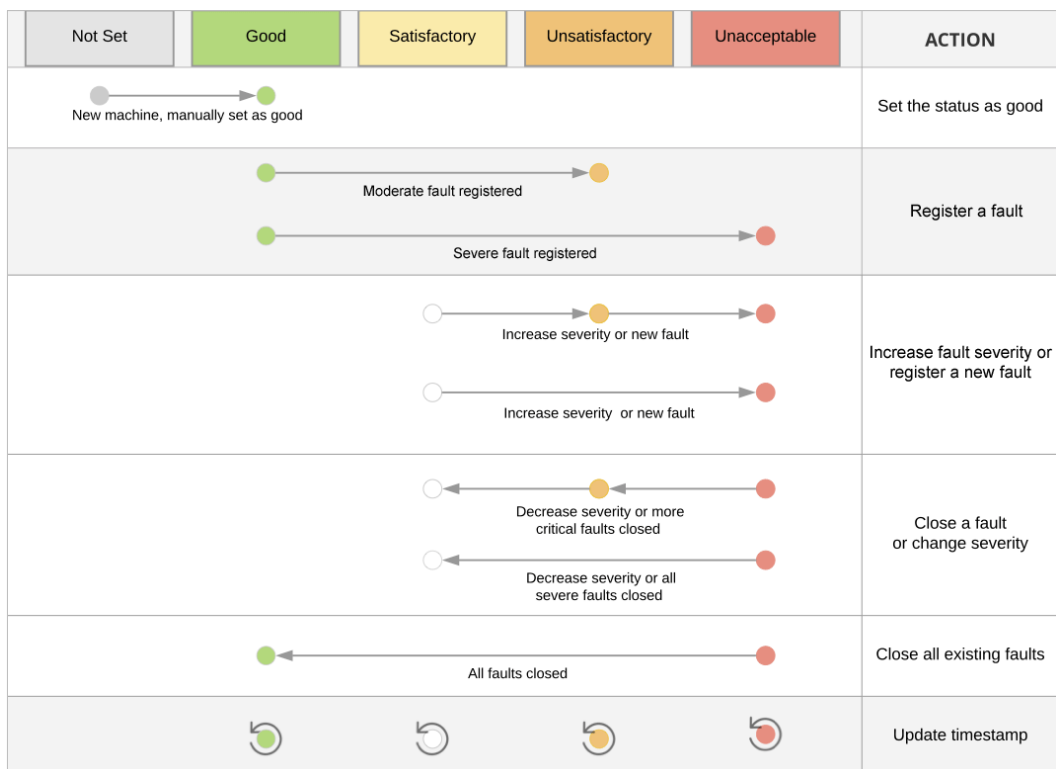 Not Set
Good
Satisfactory
Unsatisfactory
Unacceptable
ACTION
New machine, manually set as good
Set the status as good
Moderate fault registered
Severe fault registered
Register a fault
Increase severity or new fault
Increase severity or new fault
Increase fault severity or
register a new fault
Decrease severity or more
critical faults closed
Decrease severity or all
severe faults closed
Close a fault
or change severity
All faults closed
Close all existing faults
Update timestamp